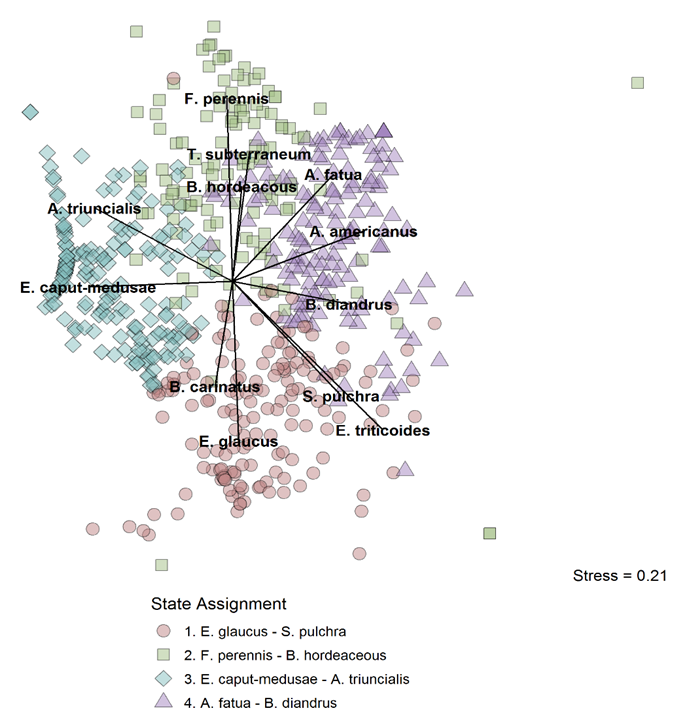 F. perennis
T. subterraneum
A. fatua
B. hordeacous
A. triuncialis
A. americanus
E. caput-medusae
B. diandrus
B. carinatus
S. pulchra
E. triticoides
E. glaucus
Stress = 0.21
State Assignment
1. E. glaucus - S. pulchra
2. F. perennis - B. hordeaceous
3. E. caput-medusae - A. triuncialis
4. A. fatua - B. diandrus